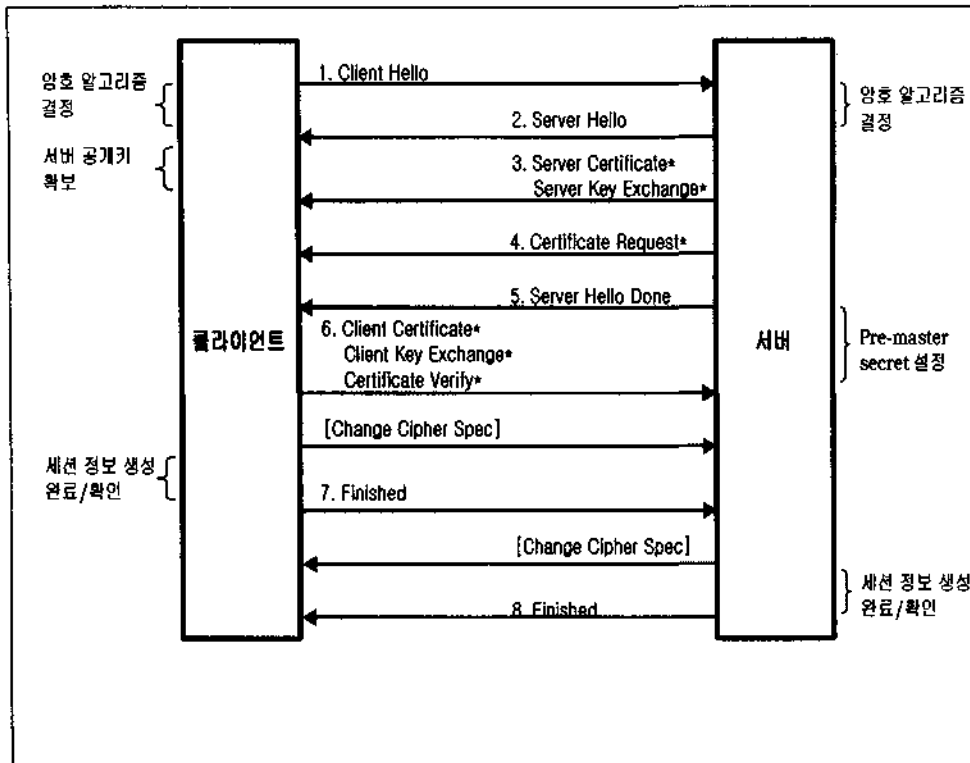 1. Client Hello
암호 알고리즘
결정
암호 알고리즘
결정
2. Server Hello
서버 공개키
확보
3. Server Certificate*
Server Key Exchange*
4. Certificate Request*
5. Server Hello Done
클라이언트
서버
6. Client Certificate*
Client Key Exchange*
Certificate Verify*
Pre-master
secret 설정
[Change Cipher Spec]
세션 정보 생성
완료/확인
7. Finished
[Change Cipher Spec]
세션 정보 생성
완료/확인
8. Finished